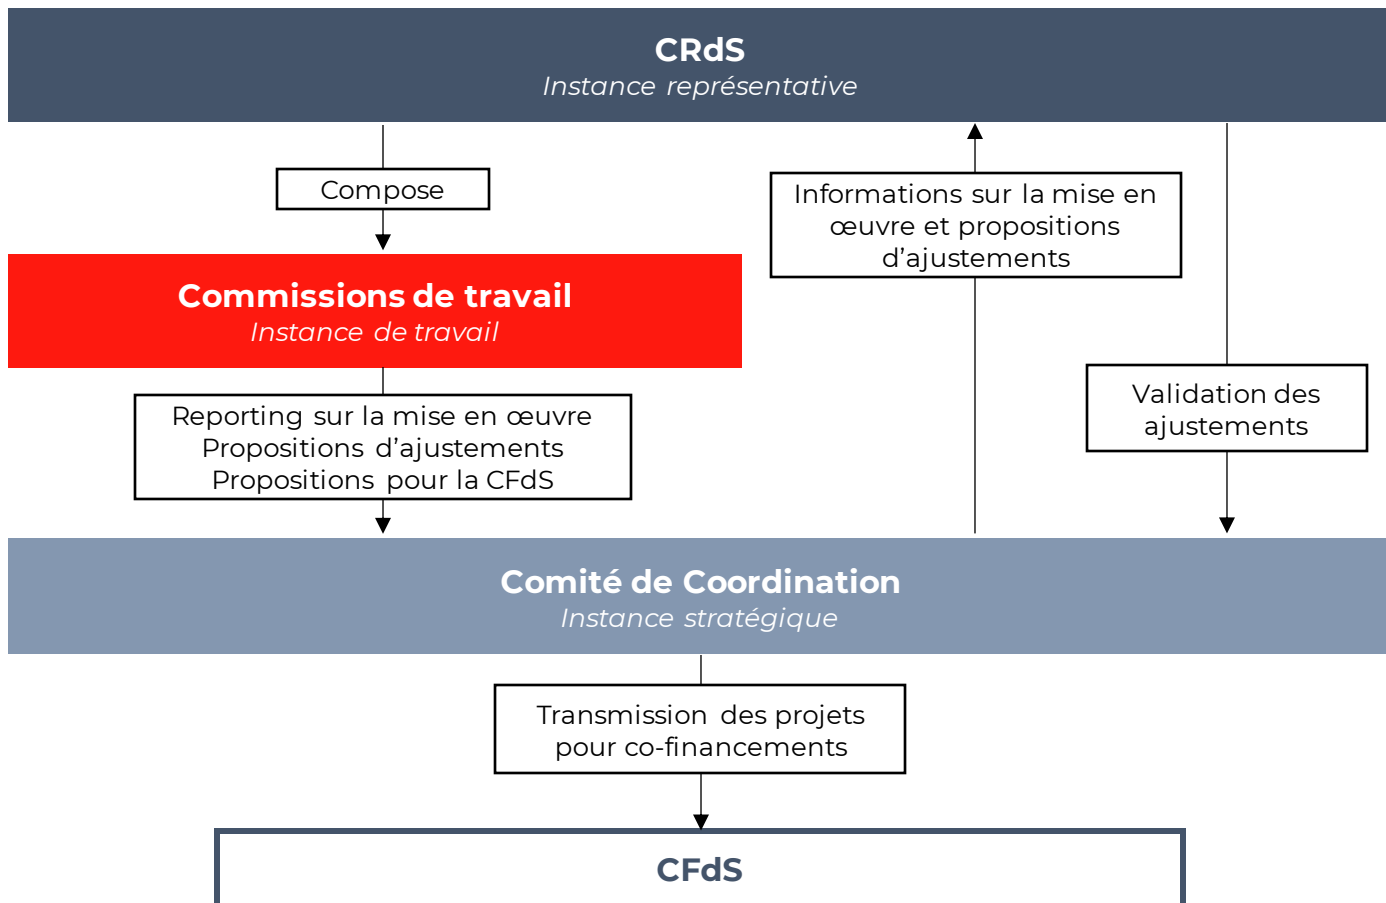 CRdS
Instance représentative
Compose
Informations sur la mise en
œuvre et propositions
d’ajustements
Commissions de travail
Instance de travail
Validation des
ajustements
Reporting sur la mise en œuvre
Propositions d’ajustements
Propositions pour la CFdS
Comité de Coordination
Instance stratégique
Transmission des projets
pour co-financements
CFdS